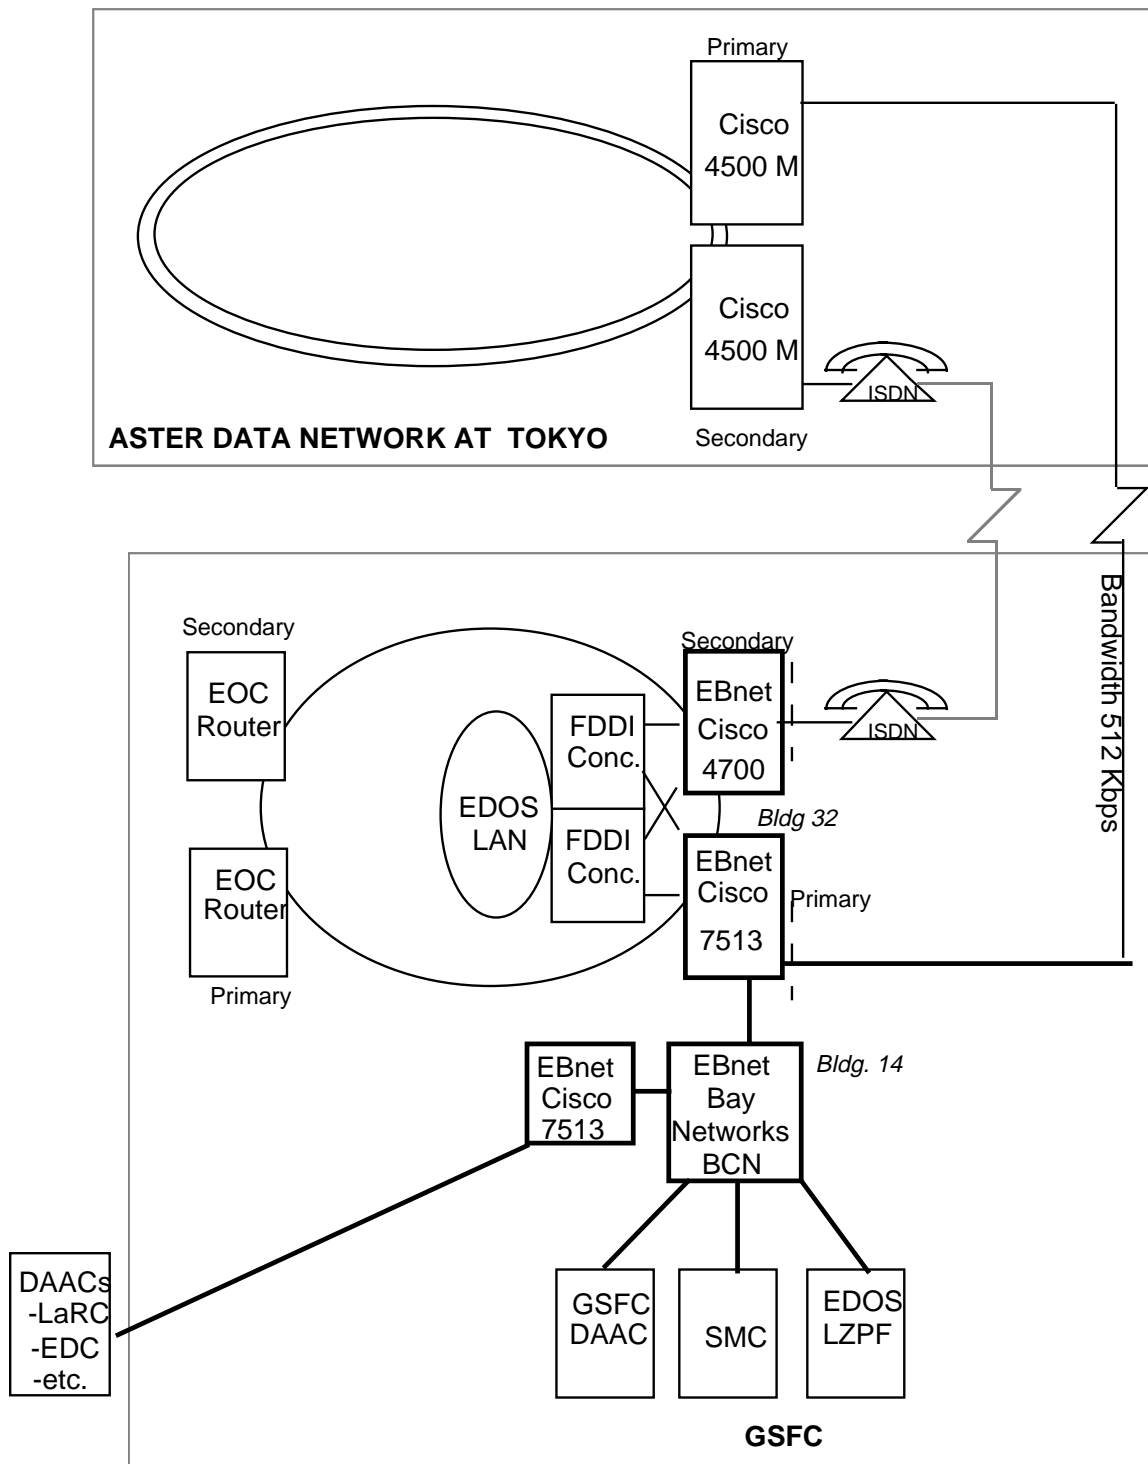 Primary
Cisco
4500 M
Cisco
4500 M
ISDN
ASTER DATA NETWORK AT TOKYO
Secondary
Bandwidth 512 Kbps
Secondary
EOC
Router
Secondary
EBnet
Cisco
4700
FDDI
Conc.
ISDN
EDOS
LAN
Bldg 32
FDDI
Conc.
EOC
Router
Primary
EBnet
Cisco
7513
Primary
EBnet
Cisco
7513
EBnet
Bay
Networks
BCN
Bldg. 14
DAACs
-LaRC
-EDC
-etc.
GSFC
DAAC
SMC
EDOS
LZPF
GSFC